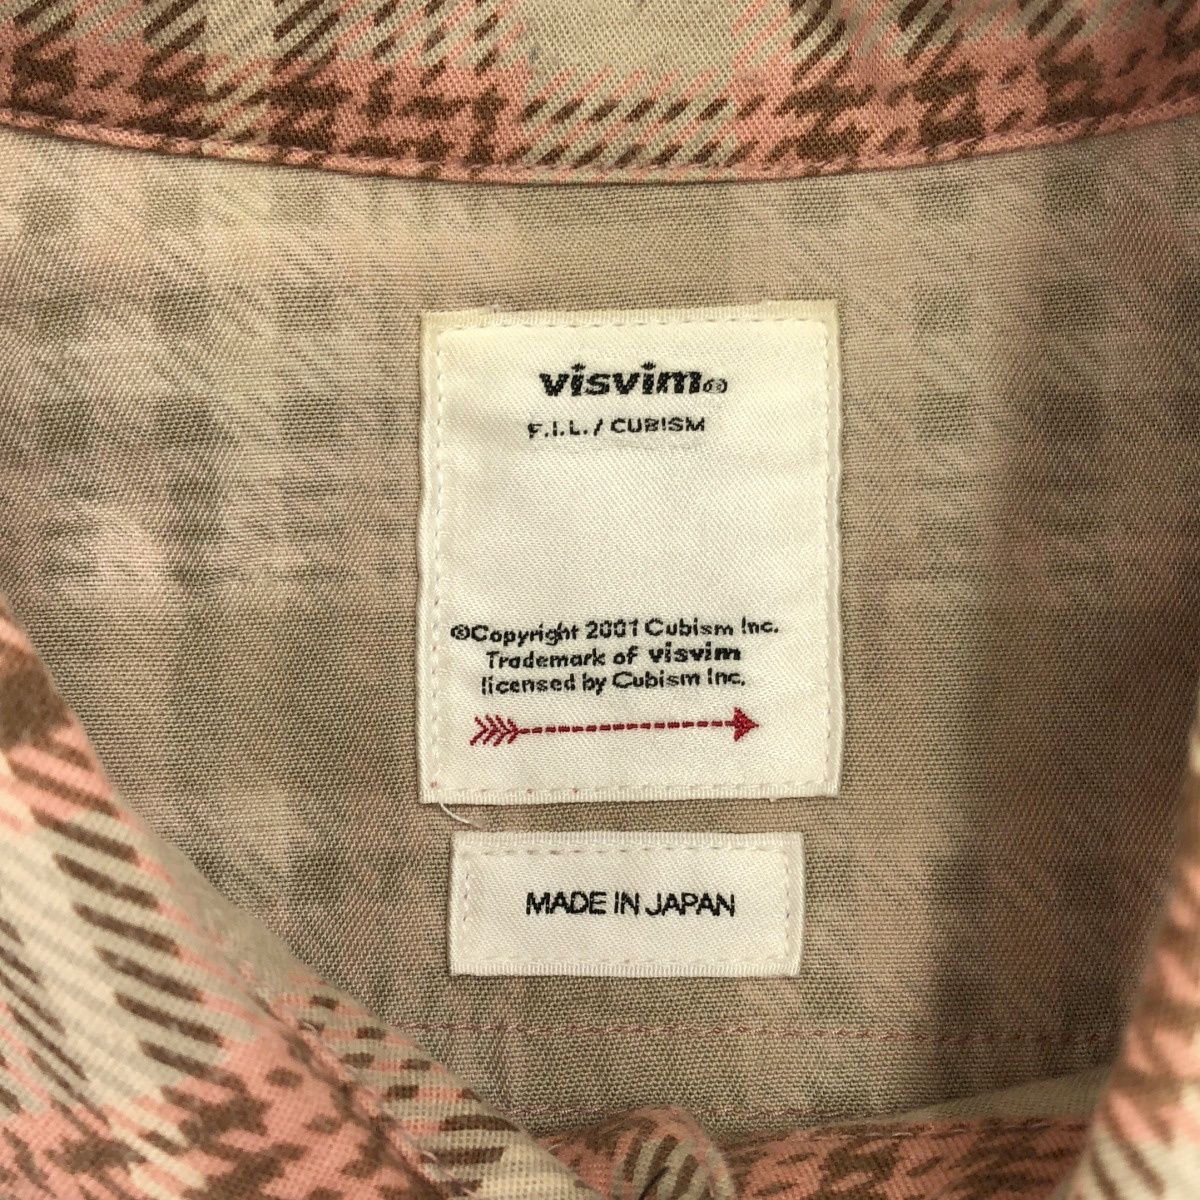 visvim®
F.I.L. / CUBISM
©Copyright 2001 Cubism Inc.
Trademark of visvim
licensed by Cubism Inc.
MADE IN JAPAN